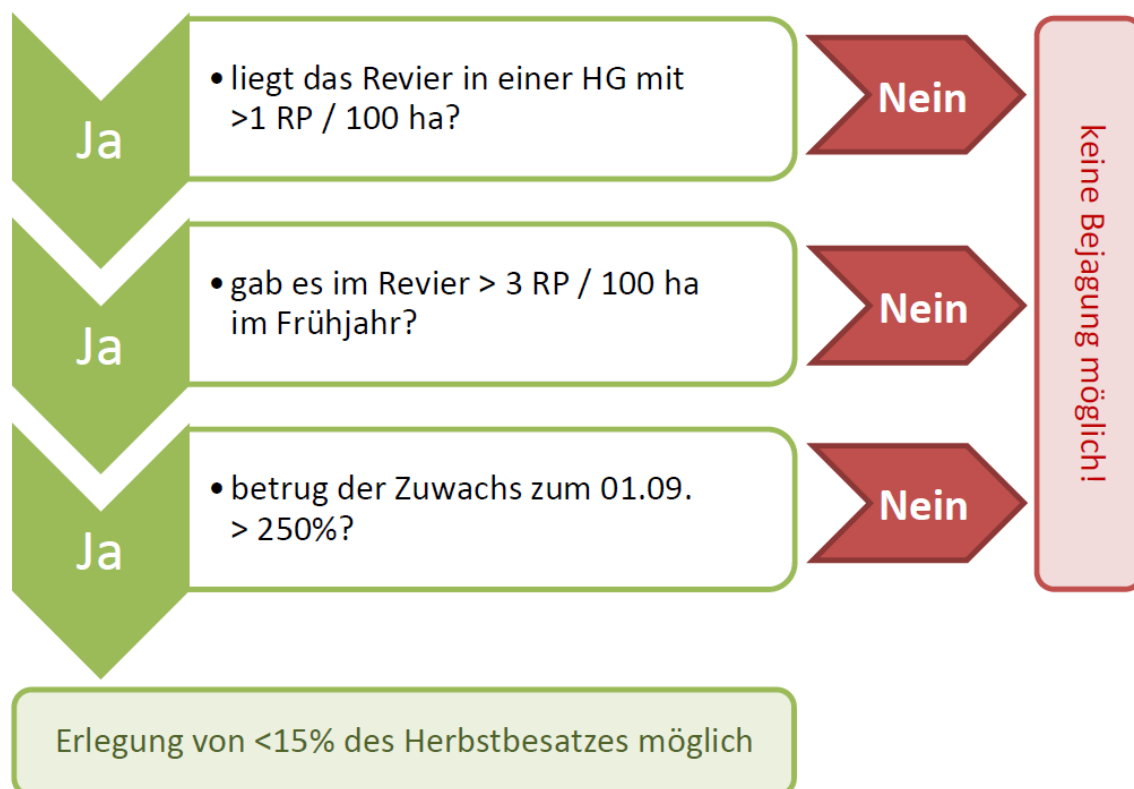 Ja
• liegt das Revier in einer HG mit
>1 RP / 100 ha?
Nein
Ja
• gab es im Revier > 3 RP / 100 ha
im Frühjahr?
Nein
Ja
• betrug der Zuwachs zum 01.09.
> 250%?
Nein
keine Bejagung möglich!
Erlegung von <15% des Herbstbesatzes möglich